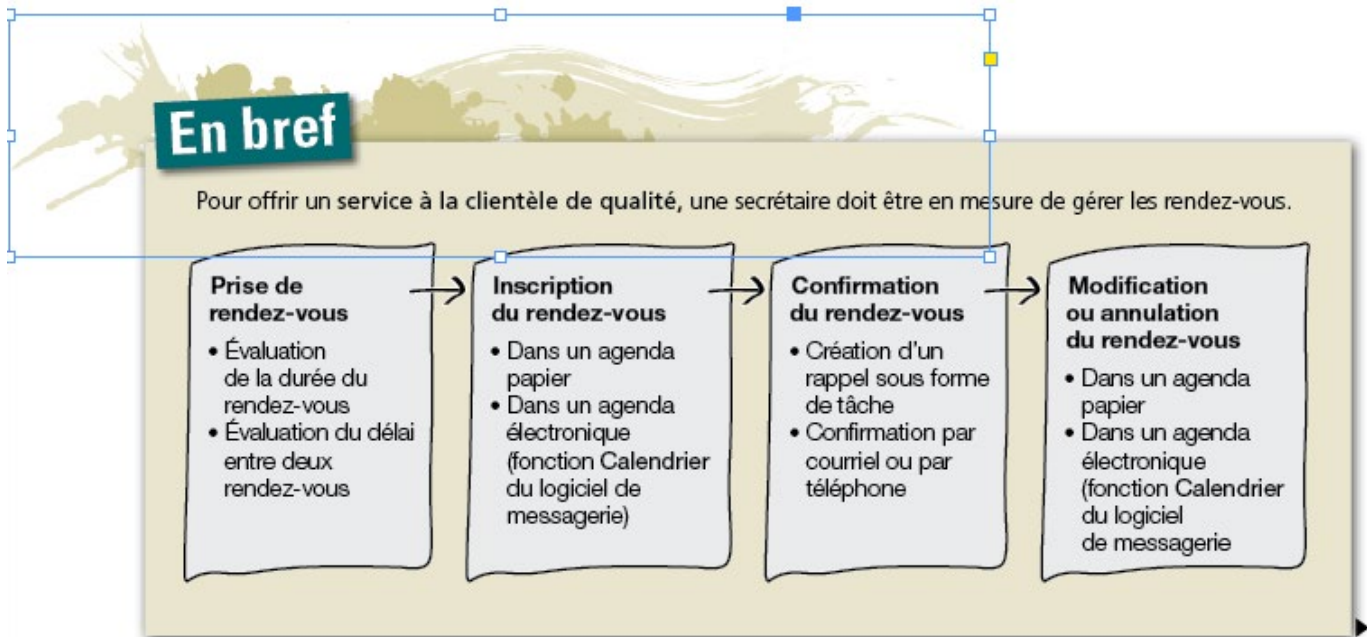 En bref
Pour offrir un service à la clientèle de qualité, une secrétaire doit être en mesure de gérer les rendez-vous.
Prise de
rendez-vous
• Évaluation
de la durée du
rendez-vous
• Évaluation du délai
entre deux
rendez-vous
Inscription
du rendez-vous
• Dans un agenda
papier
• Dans un agenda
électronique
(fonction Calendrier
du logiciel de
messagerie)
Confirmation
du rendez-vous
• Création d’un
rappel sous forme
de tâche
• Confirmation par
courriel ou par
téléphone
Modification
ou annulation
du rendez-vous
• Dans un agenda
papier
• Dans un agenda
électronique
(fonction Calendrier
du logiciel
de messagerie